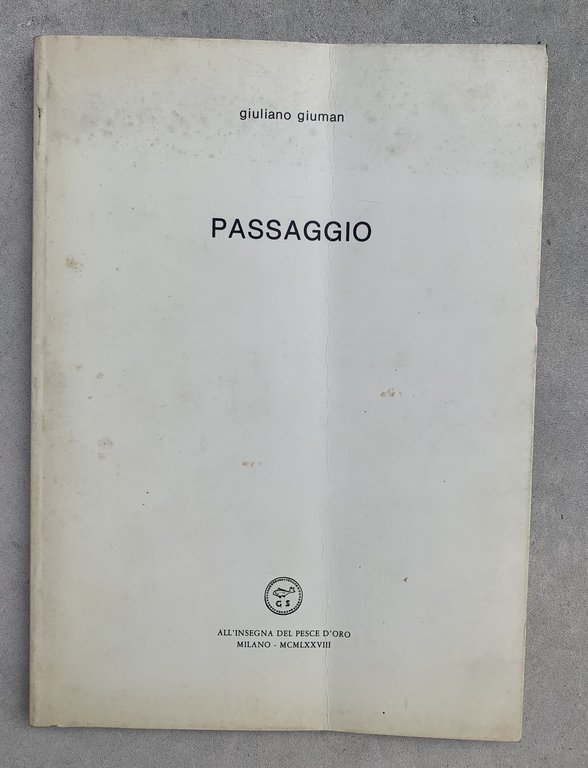 giuliano giuman
PASSAGGIO
G S
ALL'INSEGNA DEL PESCE D'ORO
MILANO - MCMLXXVIII